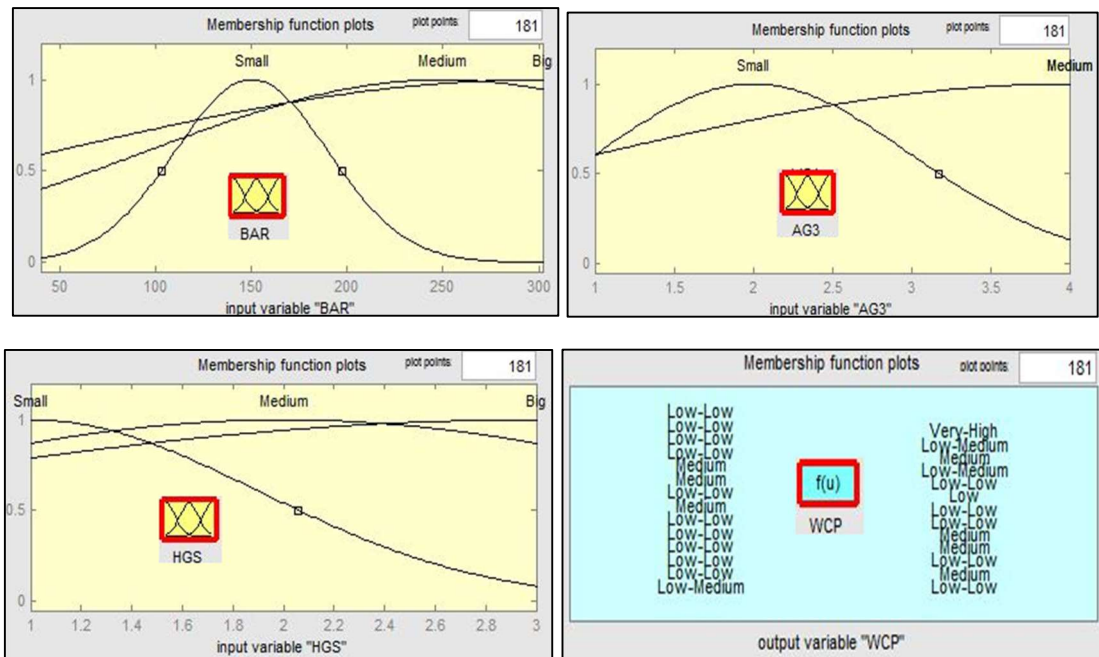 Membership function plots plot points: 181
Small Medium Big
1
0.5
0
BAR
50 100 150 200 250 300
input variable "BAR"
Membership function plots plot points: 181
Small Medium
1
0.5
0
AG3
1 1.5 2 2.5 3 3.5 4
input variable "AG3"
Membership function plots plot points: 181
Small Medium Big
1
0.5
0
HGS
1 1.2 1.4 1.6 1.8 2 2.2 2.4 2.6 2.8 3
input variable "HGS"
Membership function plots plot points: 181
Low-Low
Low-Low
Low-Low
Low-Low
Medium
Medium
Low-Low
Medium
Low-Low
Low-Low
Low-Low
Low-Low
Low-Low
Low-Medium
f(u)
WCP
Very-High
Low-Medium
Medium
Low-Medium
Low-Low
Low
Low-Low
Low-Low
Medium
Medium
Low-Low
Medium
Low-Low
output variable "WCP"